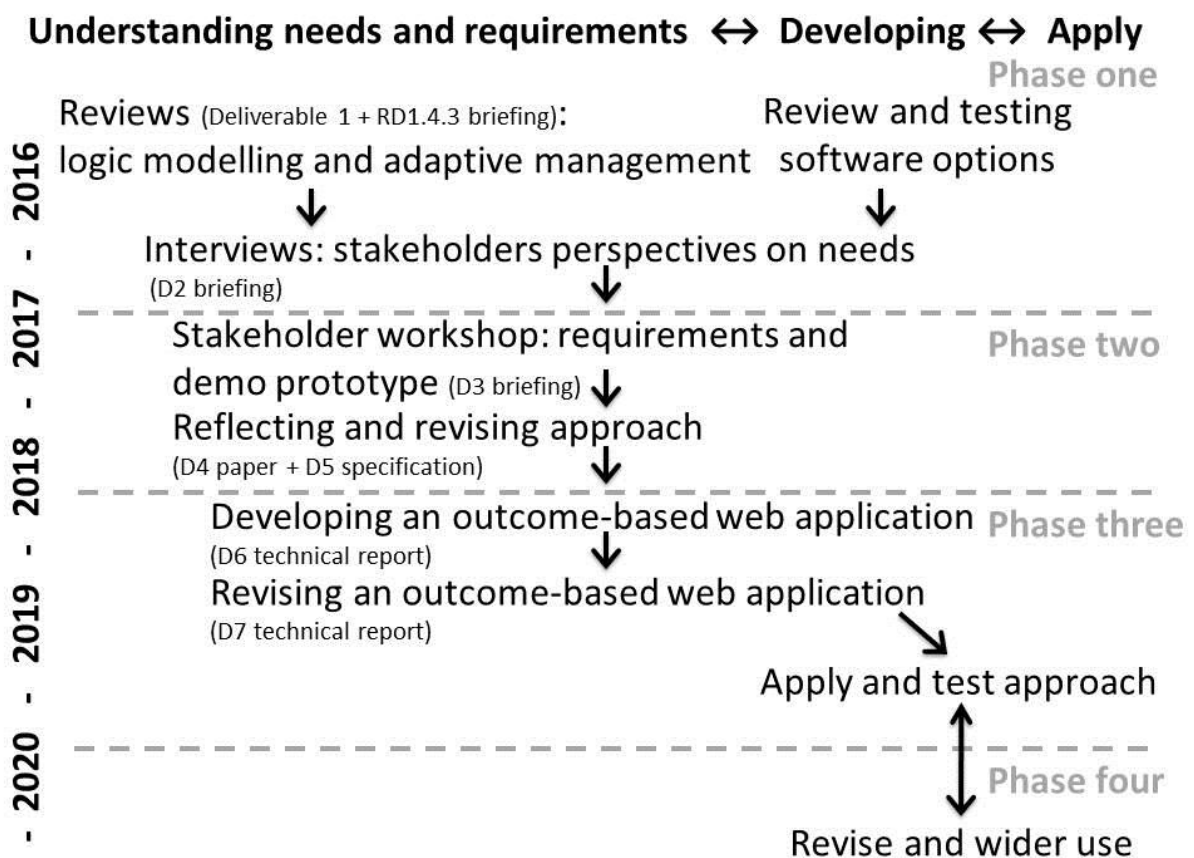 Understanding needs and requirements ↔ Developing ↔ Apply
Phase one
Reviews (Deliverable 1 + RD1.4.3 briefing):
logic modelling and adaptive management
Review and testing
software options
Interviews: stakeholders perspectives on needs
(D2 briefing)
Phase two
Stakeholder workshop: requirements and
demo prototype (D3 briefing)
Reflecting and revising approach
(D4 paper + D5 specification)
Phase three
Developing an outcome-based web application
(D6 technical report)
Revising an outcome-based web application
(D7 technical report)
Apply and test approach
Phase four
Revise and wider use
- 2020 - 2019 - 2018 - 2017 - 2016